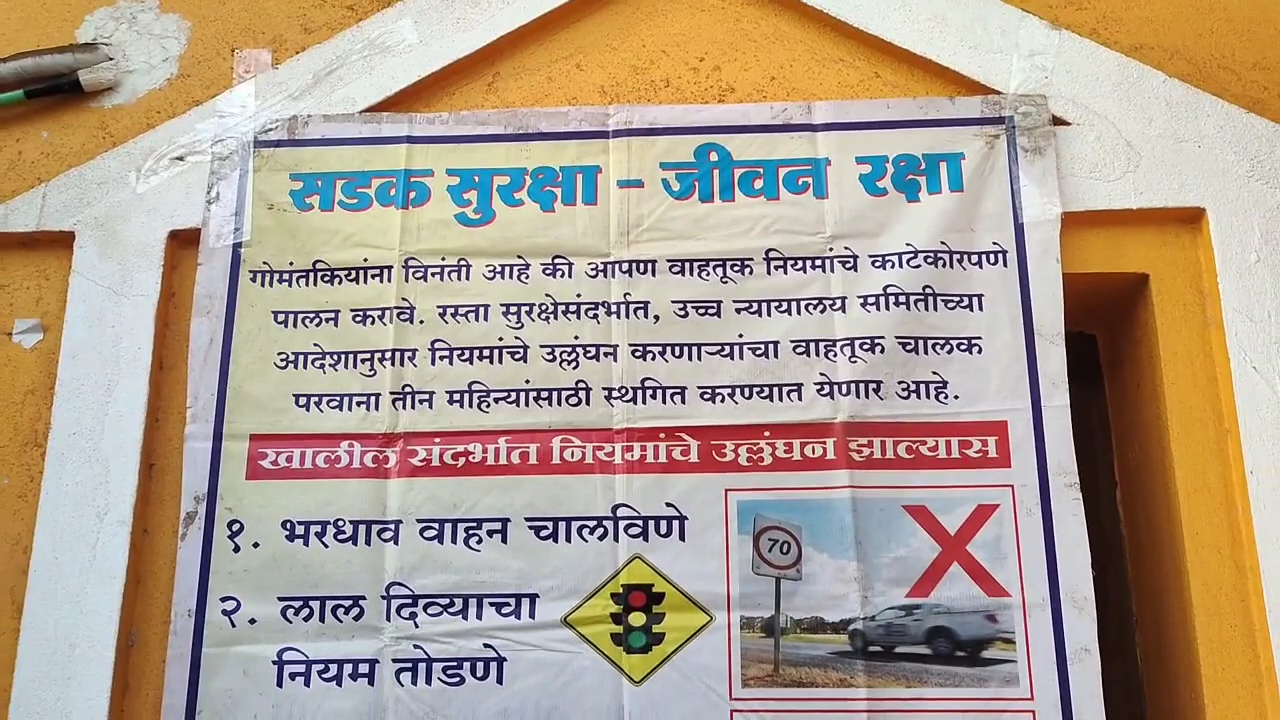 सडक सुरक्षा - जीवन रक्षा
गोमंतकियांना विनंती आहे की आपण वाहतूक नियमांचे काटेकोरपणे
पालन करावे. रस्ता सुरक्षेसंदर्भात, उच्च न्यायालय समितीच्या
आदेशानुसार नियमांचे उल्लंघन करणाऱ्यांचा वाहतूक चालक
परवाना तीन महिन्यांसाठी स्थगित करण्यात येणार आहे.
खालील संदर्भात नियमांचे उल्लंघन झाल्यास
१. भरधाव वाहन चालविणे
70
२. लाल दिव्याचा
नियम तोडणे